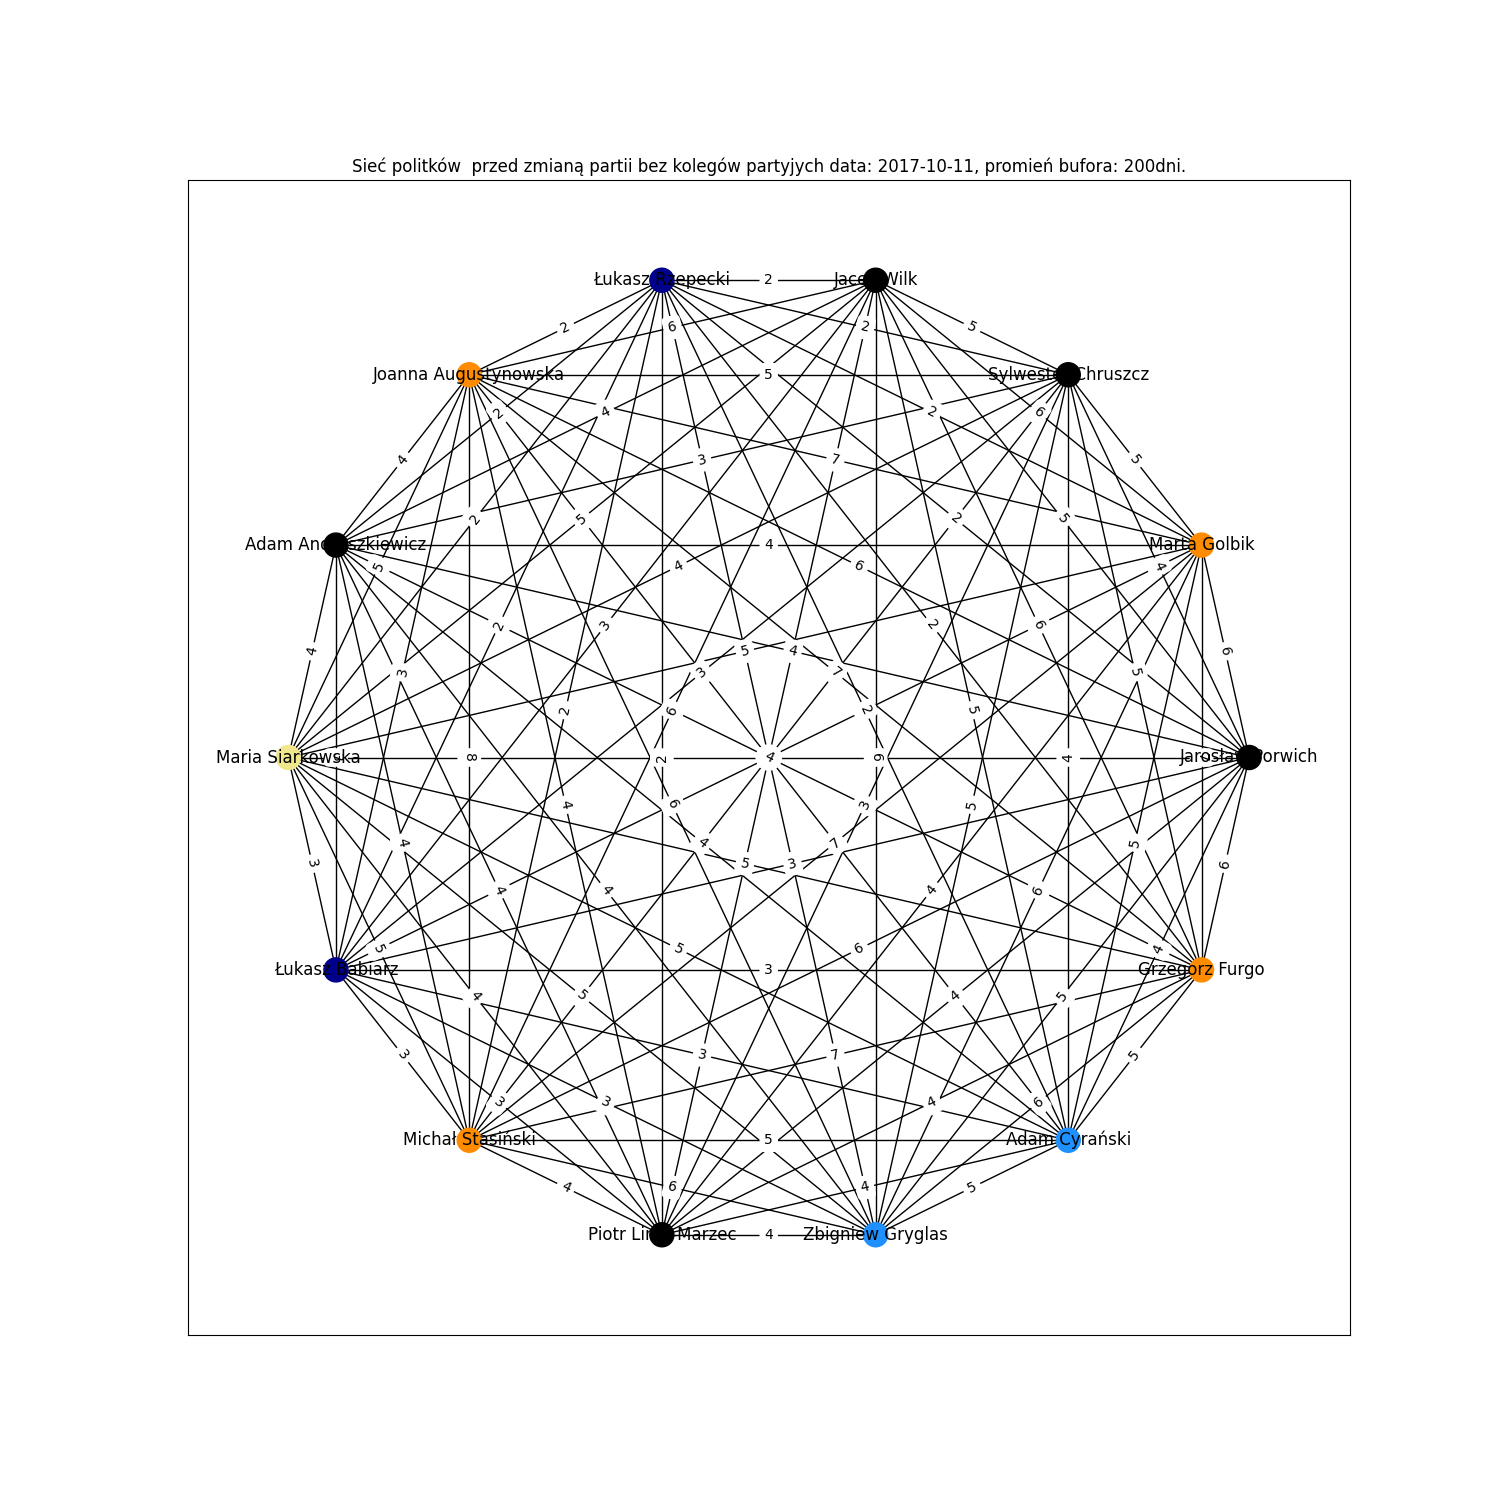 Sieć politków  przed zmianą partii bez kolegów partyjych data: 2017-10-11, promień bufora: 200dni.
Łukasz Rzepecki 2 Jacek Wilk
2 6 2 5
Joanna Augustynowska 5 Sylwester Chruszcz
2 4 2 6
4 3 7 5
2 5 2 5
Adam Andruszkiewicz 4 Marta Golbik
5 4 6 4
2 3 2 6
4 5 4 6
3 3 7 5
2 6 2 5
Maria Siarkowska 8 2 4 9 4 Jarosław Porwich
4 6 3 5
4 4 7 5
3 5 3 6
4 4 4 6
5 5 6 4
Łukasz Babiarz 3 Grzegorz Furgo
4 5 4 5
3 3 7 5
3 3 4 6
Michał Stasiński 5 Adam Cyrański
4 6 4 5
Piotr Marzec 4 Zbigniew Gryglas